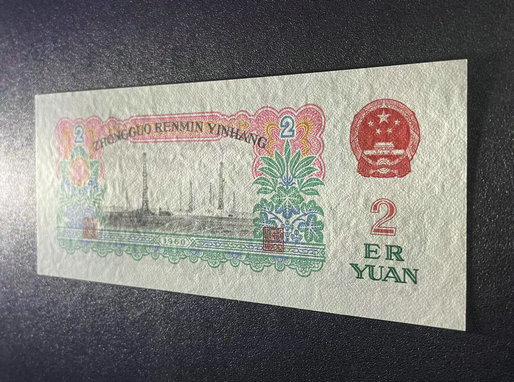 ZHONGGUO RENMIN YINHANG
2
2
1960
2
ER
YUAN